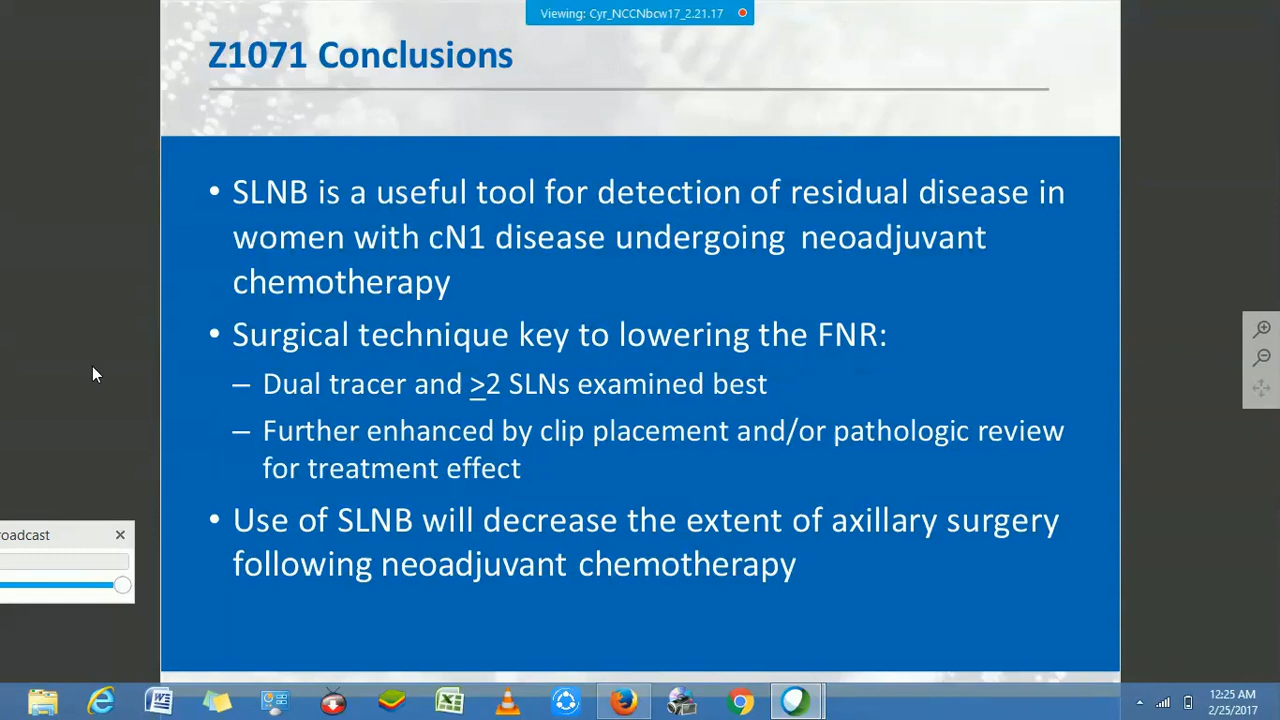 Viewing: Cyr_NCCNbcw17_2.21.17
Z1071 Conclusions
• SLNB is a useful tool for detection of residual disease in
women with cN1 disease undergoing neoadjuvant
chemotherapy
• Surgical technique key to lowering the FNR:
– Dual tracer and >2 SLNs examined best
– Further enhanced by clip placement and/or pathologic review
for treatment effect
• Use of SLNB will decrease the extent of axillary surgery
following neoadjuvant chemotherapy
roadcast
12:25 AM
2/25/2017